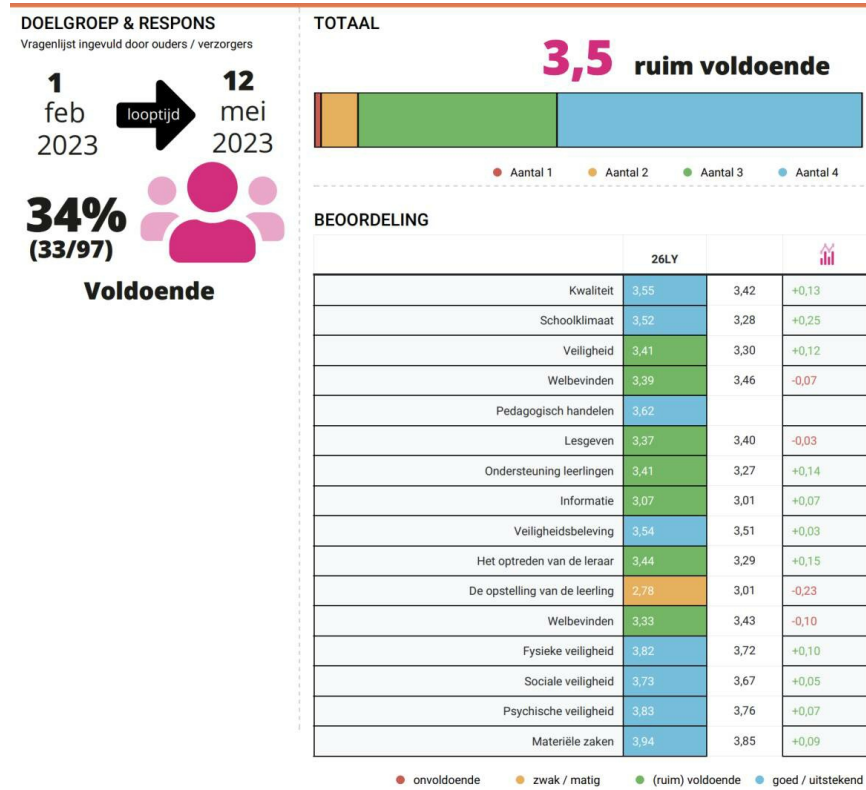 DOELGROEP & RESPONS
Vragenlijst ingevuld door ouders / verzorgers
1
feb
2023
looptijd
12
mei
2023
34%
(33/97)
Voldoende
TOTAAL
3,5 ruim voldoende
Aantal 1 Aantal 2 Aantal 3 Aantal 4
BEOORDELING
26LY
Kwaliteit 3,55 3,42 +0,13
Schoolklimaat 3,52 3,28 +0,25
Veiligheid 3,41 3,30 +0,12
Welbevinden 3,39 3,46 -0,07
Pedagogisch handelen 3,62
Lesgeven 3,37 3,40 -0,03
Ondersteuning leerlingen 3,41 3,27 +0,14
Informatie 3,07 3,01 +0,07
Veiligheidsbeleving 3,54 3,51 +0,03
Het optreden van de leraar 3,44 3,29 +0,15
De opstelling van de leerling 2,78 3,01 -0,23
Welbevinden 3,33 3,43 -0,10
Fysieke veiligheid 3,82 3,72 +0,10
Sociale veiligheid 3,73 3,67 +0,05
Psychische veiligheid 3,83 3,76 +0,07
Materiële zaken 3,94 3,85 +0,09
onvoldoende zwak / matig (ruim) voldoende goed / uitstekend